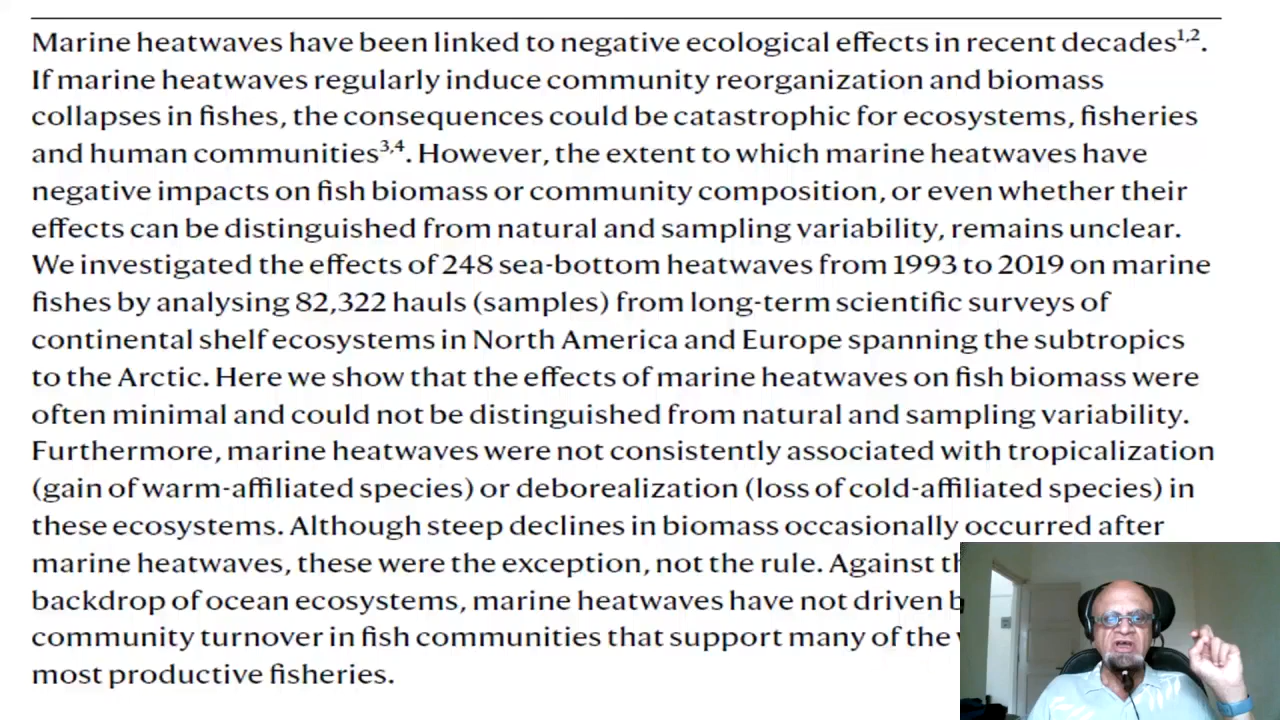 Marine heatwaves have been linked to negative ecological effects in recent decades1,2.
If marine heatwaves regularly induce community reorganization and biomass
collapses in fishes, the consequences could be catastrophic for ecosystems, fisheries
and human communities3,4. However, the extent to which marine heatwaves have
negative impacts on fish biomass or community composition, or even whether their
effects can be distinguished from natural and sampling variability, remains unclear.
We investigated the effects of 248 sea-bottom heatwaves from 1993 to 2019 on marine
fishes by analysing 82,322 hauls (samples) from long-term scientific surveys of
continental shelf ecosystems in North America and Europe spanning the subtropics
to the Arctic. Here we show that the effects of marine heatwaves on fish biomass were
often minimal and could not be distinguished from natural and sampling variability.
Furthermore, marine heatwaves were not consistently associated with tropicalization
(gain of warm-affiliated species) or deborealization (loss of cold-affiliated species) in
these ecosystems. Although steep declines in biomass occasionally occurred after
marine heatwaves, these were the exception, not the rule. Against
backdrop of ocean ecosystems, marine heatwaves have not driven
community turnover in fish communities that support many of the
most productive fisheries.